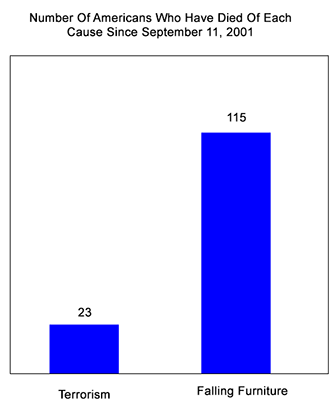 Number Of Americans Who Have Died Of Each
Cause Since September 11, 2001
115
23
Terrorism
Falling Furniture